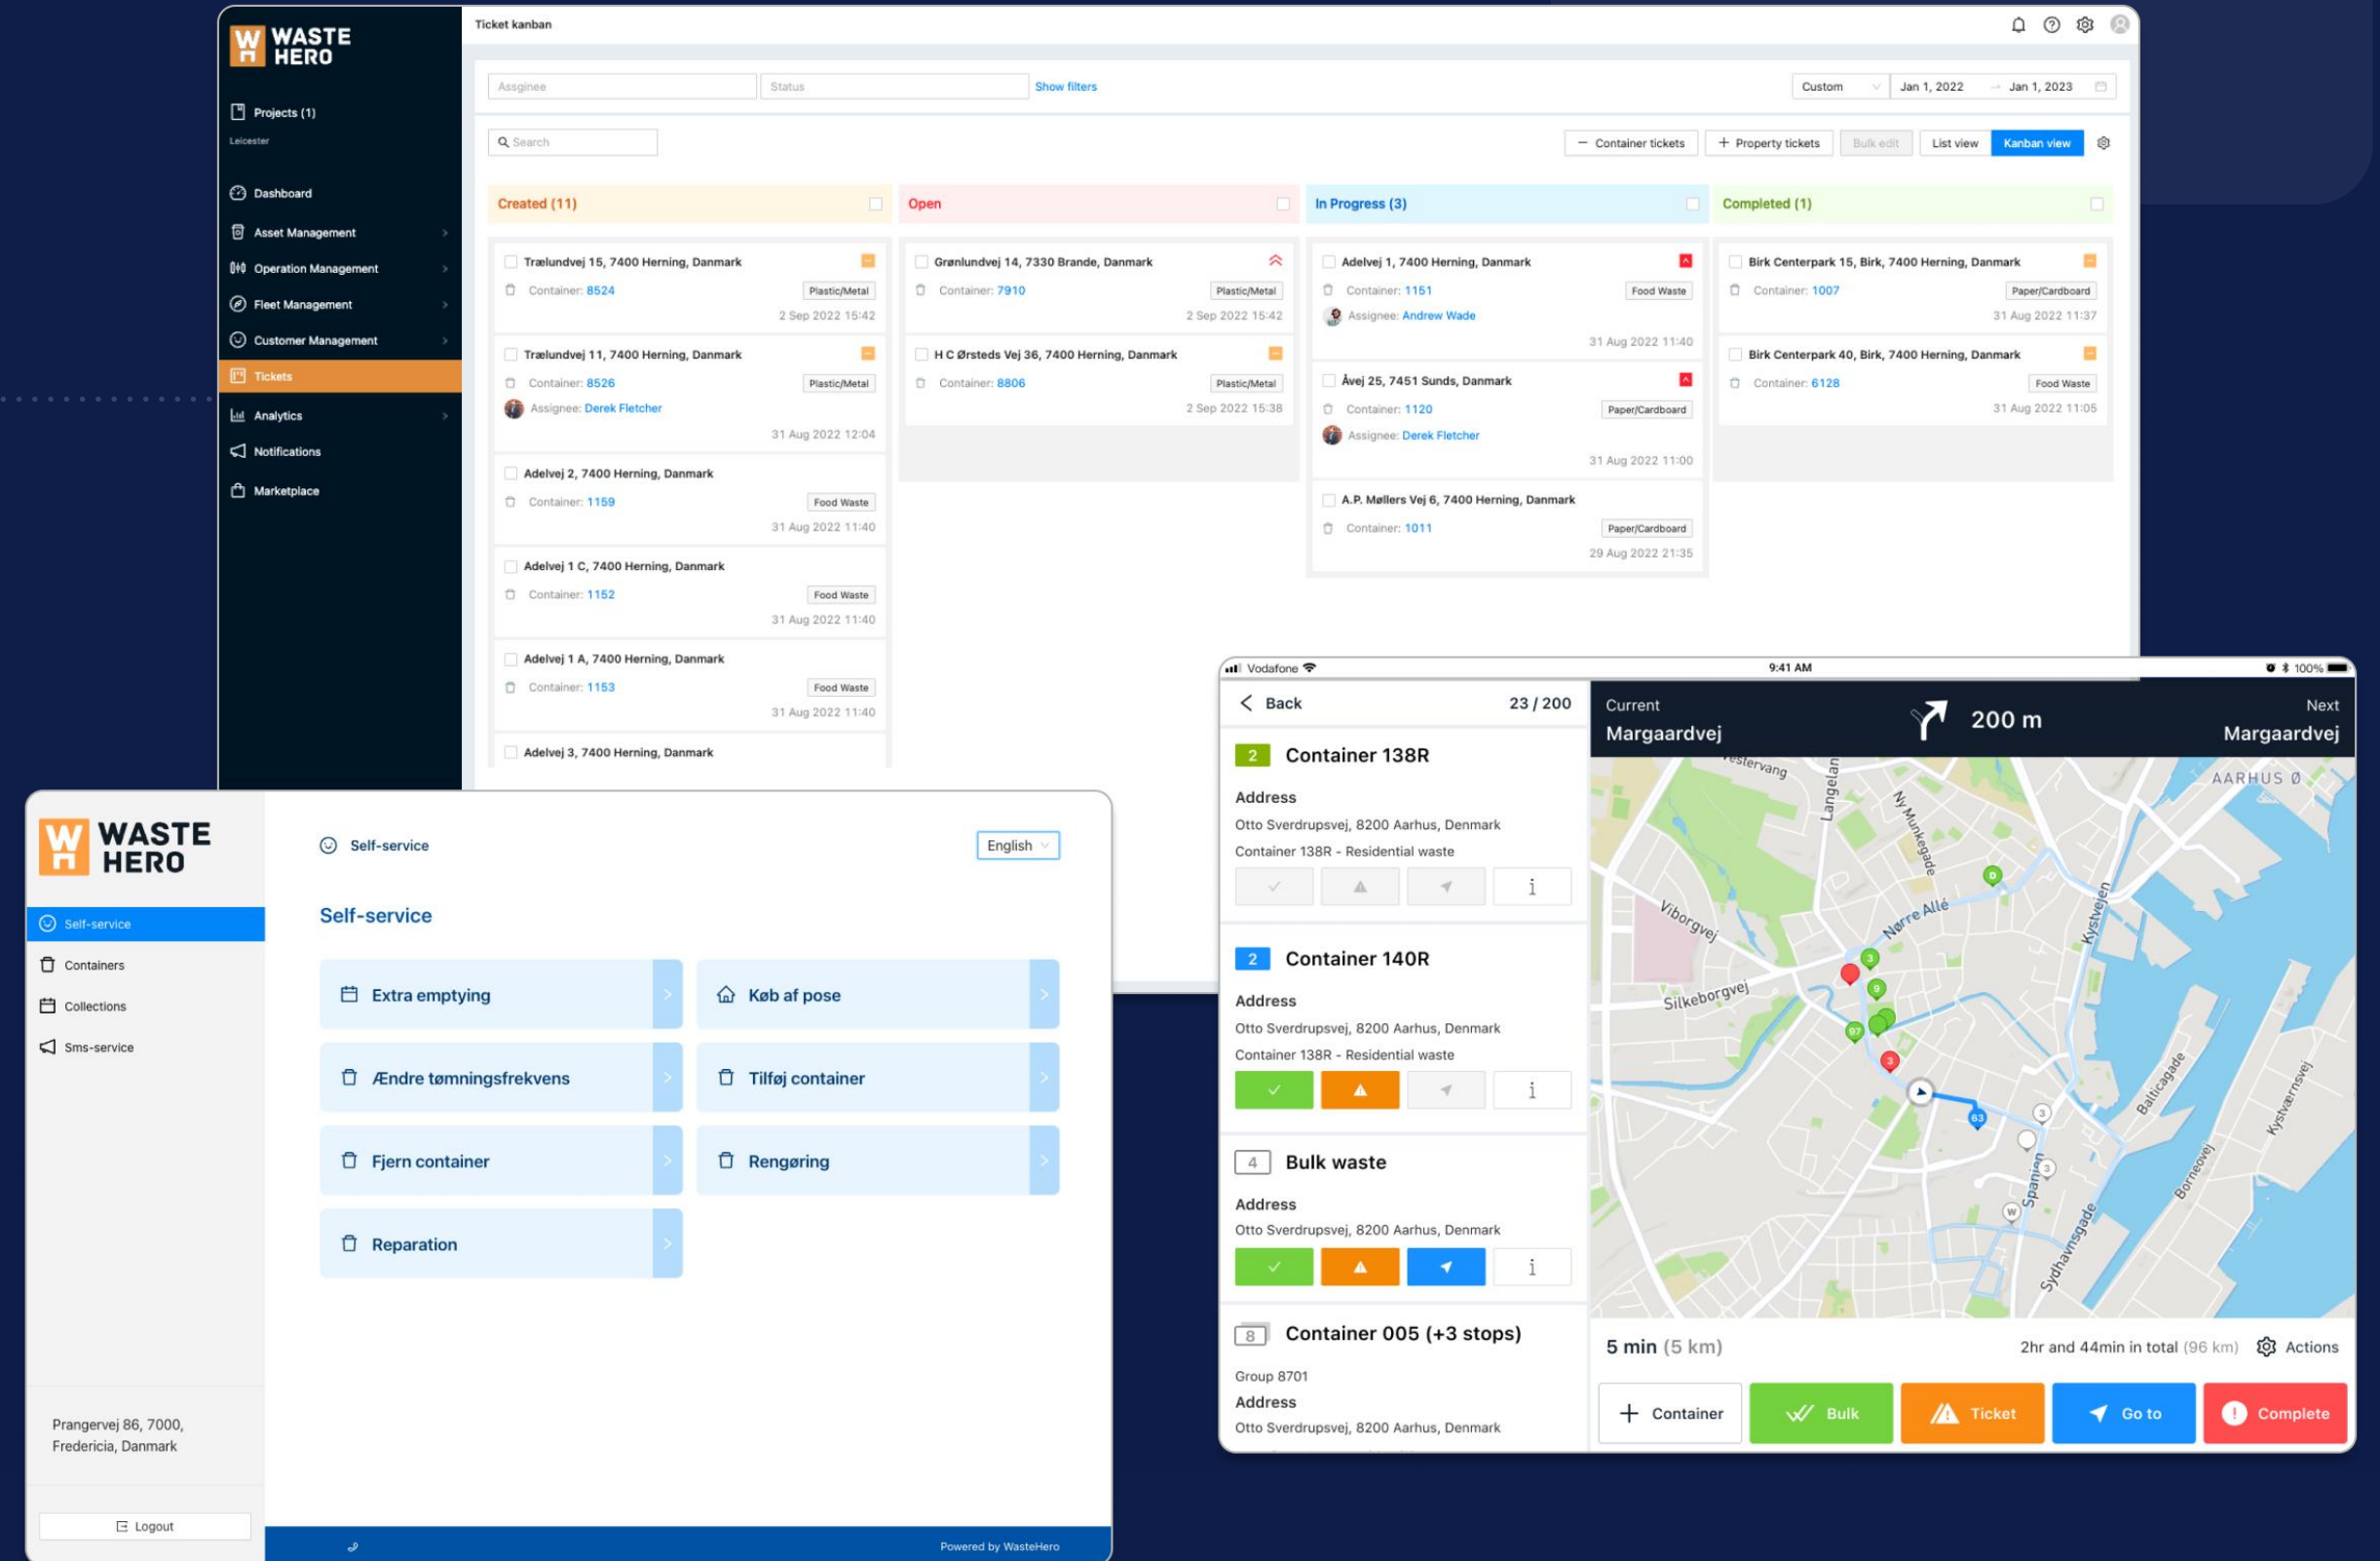 WASTE
HERO
Projects (1)
Leicester
Dashboard
Asset Management
Operation Management
Fleet Management
Customer Management
Tickets
Analytics
Notifications
Marketplace
Ticket kanban
Assginee
Status
Show filters
Custom
Jan 1, 2022 → Jan 1, 2023
Search
Container tickets
Property tickets
Bulk edit
List view
Kanban view
Created (11)
Trælundvej 15, 7400 Herning, Danmark
Container: 8524
Plastic/Metal
2 Sep 2022 15:42
Trælundvej 11, 7400 Herning, Danmark
Container: 8526
Plastic/Metal
Assignee: Derek Fletcher
31 Aug 2022 12:04
Adelvej 2, 7400 Herning, Danmark
Container: 1159
Food Waste
31 Aug 2022 11:40
Adelvej 1 C, 7400 Herning, Danmark
Container: 1152
Food Waste
31 Aug 2022 11:40
Adelvej 1 A, 7400 Herning, Danmark
Container: 1153
Food Waste
31 Aug 2022 11:40
Adelvej 3, 7400 Herning, Danmark
Open
Grønlundvej 14, 7330 Brande, Danmark
Container: 7910
Plastic/Metal
2 Sep 2022 15:42
H C Ørsteds Vej 36, 7400 Herning, Danmark
Container: 8806
Plastic/Metal
2 Sep 2022 15:38
In Progress (3)
Adelvej 1, 7400 Herning, Danmark
Container: 1151
Food Waste
Assignee: Andrew Wade
31 Aug 2022 11:40
Åvej 25, 7451 Sunds, Danmark
Container: 1120
Paper/Cardboard
Assignee: Derek Fletcher
31 Aug 2022 11:00
A.P. Møllers Vej 6, 7400 Herning, Danmark
Container: 1011
Paper/Cardboard
29 Aug 2022 21:35
Completed (1)
Birk Centerpark 15, Birk, 7400 Herning, Danmark
Container: 1007
Paper/Cardboard
31 Aug 2022 11:37
Birk Centerpark 40, Birk, 7400 Herning, Danmark
Container: 6128
Food Waste
31 Aug 2022 11:05
WASTE
HERO
Self-service
Containers
Collections
Sms-service
Prangervej 86, 7000,
Fredericia, Danmark
Logout
Self-service
English
Self-service
Extra emptying
Køb af pose
Ændre tømningsfrekvens
Tilføj container
Fjern container
Rengøring
Reparation
Powered by WasteHero
Vodafone
9:41 AM
100%
Back
23 / 200
2 Container 138R
Address
Otto Sverdrupsvej, 8200 Aarhus, Denmark
Container 138R - Residential waste
i
2 Container 140R
Address
Otto Sverdrupsvej, 8200 Aarhus, Denmark
Container 138R - Residential waste
i
4 Bulk waste
Address
Otto Sverdrupsvej, 8200 Aarhus, Denmark
i
8 Container 005 (+3 stops)
Group 8701
Address
Otto Sverdrupsvej, 8200 Aarhus, Denmark
Current
Margaardvej
200 m
Next
Margaardvej
AARHUS Ø
Ny Munkegade
D
Viborgvej
Nørre Allé
Kystvejen
3
9
Silkeborgvej
97
3
63
3
3
W
Spanien
Balticagade
Kystværnsvej
Borneovej
Sydhavnsgade
5 min (5 km)
2hr and 44min in total (96 km)
Actions
Container
Bulk
Ticket
Go to
Complete